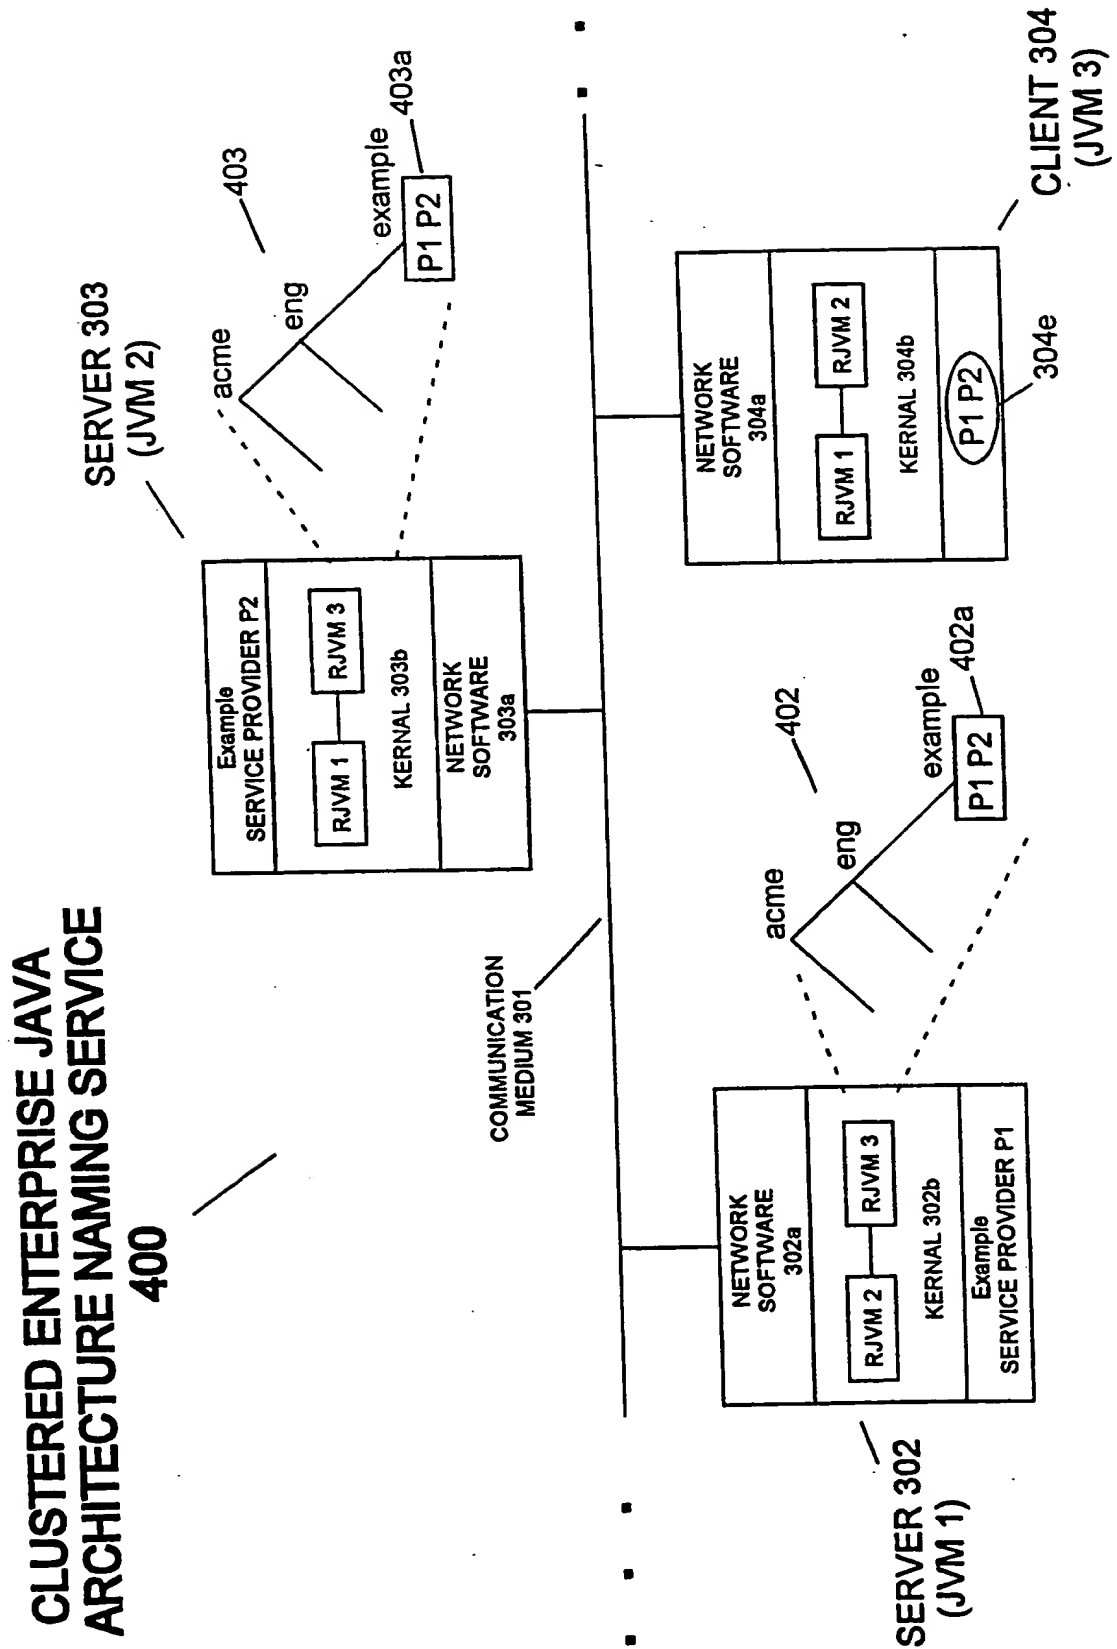 CLUSTERED ENTERPRISE JAVA
ARCHITECTURE NAMING SERVICE
400
SERVER 303
(JVM 2)
403
acme
eng
example
403a
P1 P2
Example
SERVICE PROVIDER P2
RJVM 1
RJVM 3
KERNAL 303b
NETWORK
SOFTWARE
303a
COMMUNICATION
MEDIUM 301
NETWORK
SOFTWARE
302a
RJVM 2
RJVM 3
KERNAL 302b
Example
SERVICE PROVIDER P1
SERVER 302
(JVM 1)
402
acme
eng
example
402a
P1 P2
NETWORK
SOFTWARE
304a
RJVM 1
RJVM 2
KERNAL 304b
P1 P2
304e
CLIENT 304
(JVM 3)